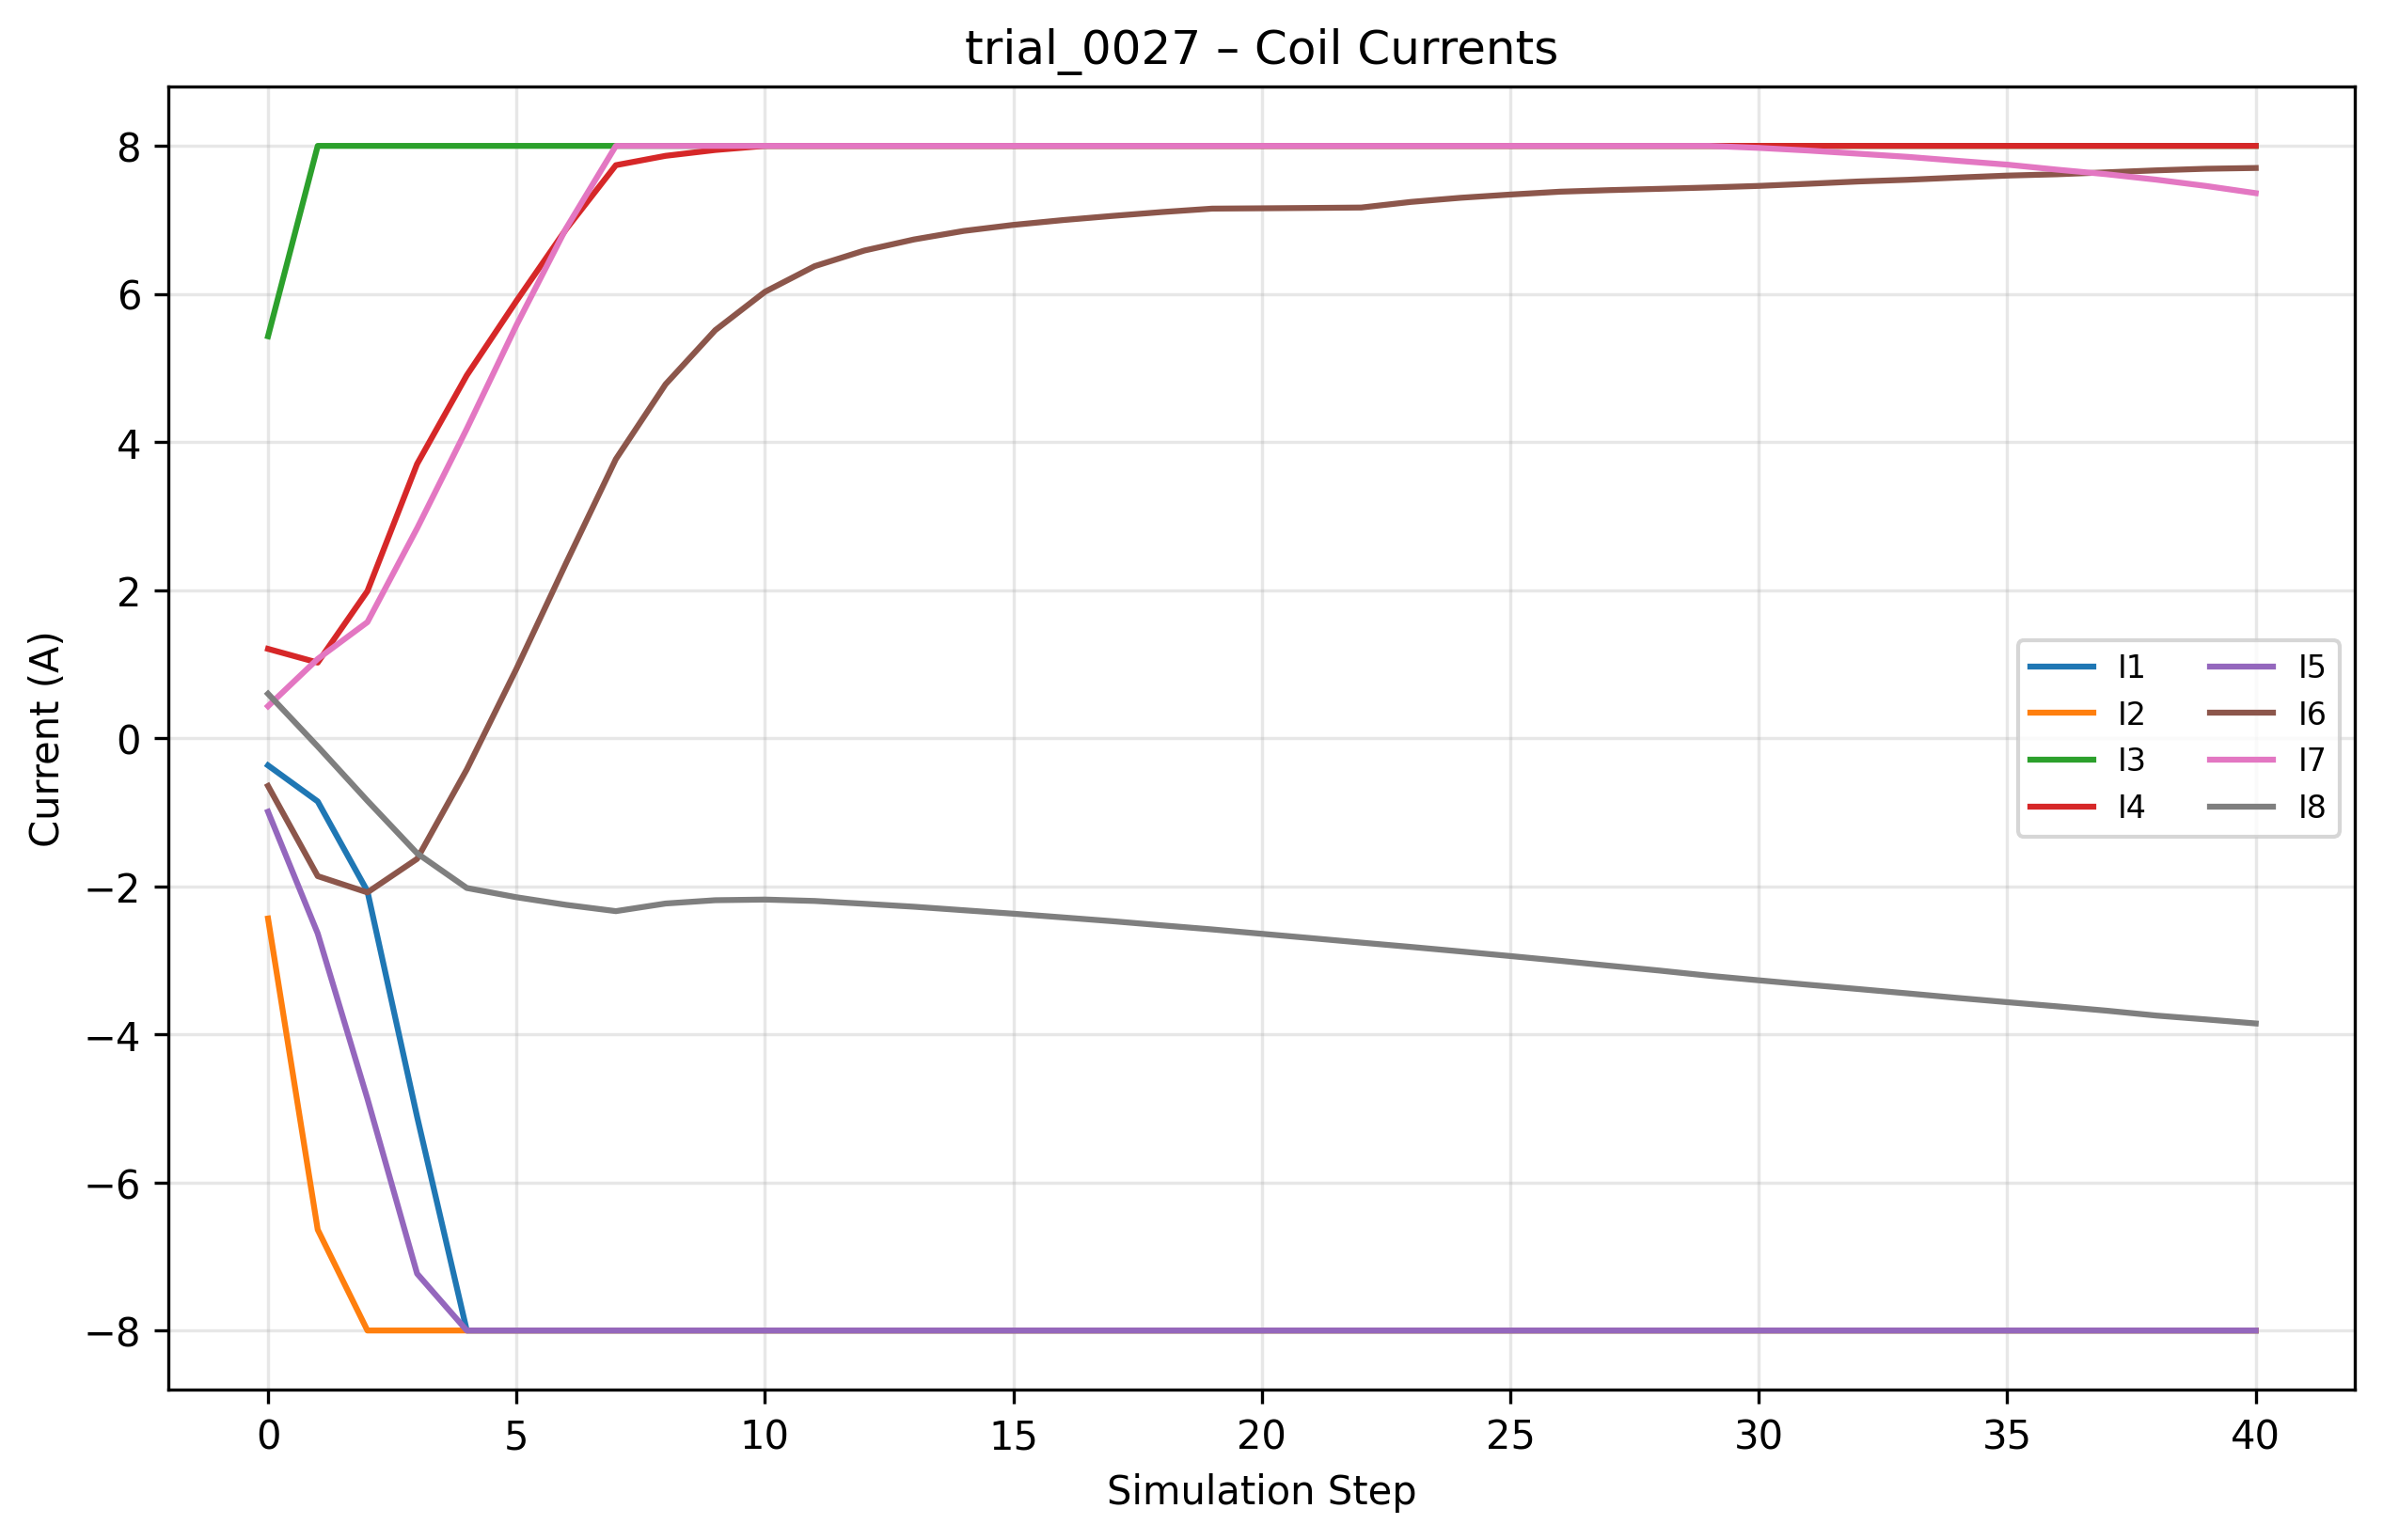 trial_0027 – Coil Currents
Current (A)
8
6
4
2
0
−2
−4
−6
−8
I1
I2
I3
I4
I5
I6
I7
I8
0 5 10 15 20 25 30 35 40
Simulation Step